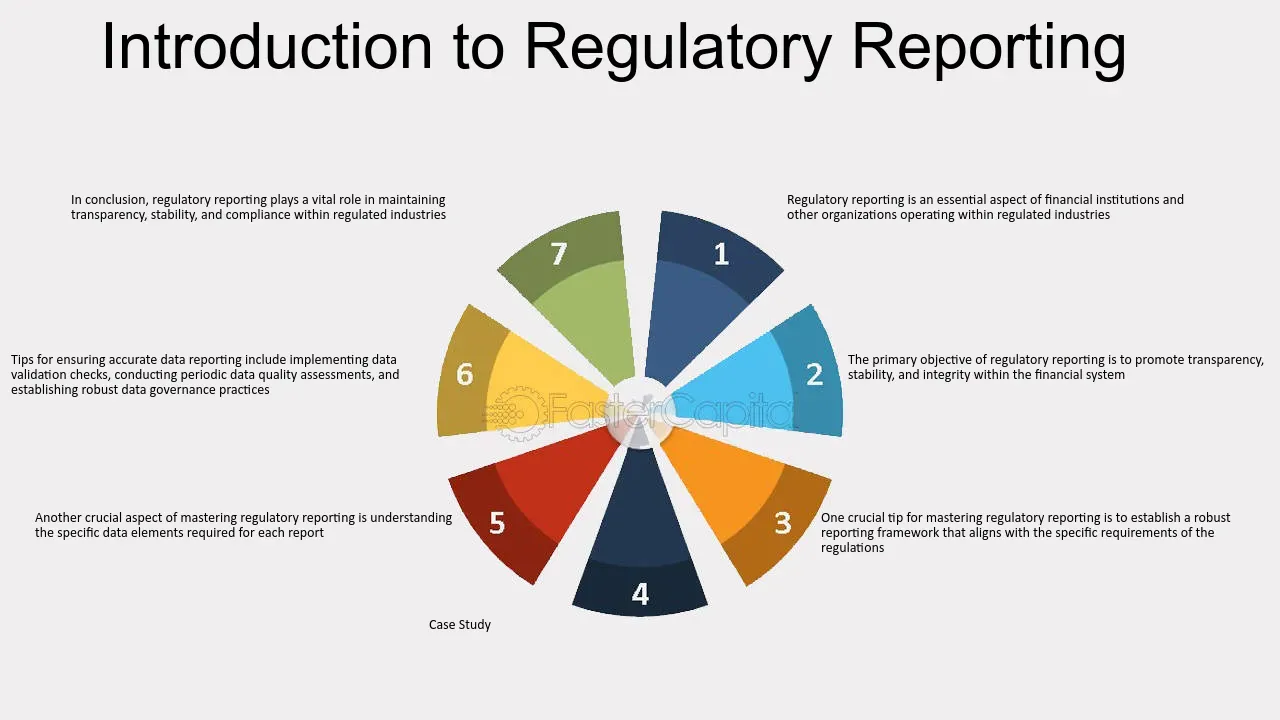 Introduction to Regulatory Reporting
1
Regulatory reporting is an essential aspect of financial institutions and
other organizations operating within regulated industries
2
The primary objective of regulatory reporting is to promote transparency,
stability, and integrity within the financial system
3
One crucial tip for mastering regulatory reporting is to establish a robust
reporting framework that aligns with the specific requirements of the
regulations
4
Case Study
5
Another crucial aspect of mastering regulatory reporting is understanding
the specific data elements required for each report
6
Tips for ensuring accurate data reporting include implementing data
validation checks, conducting periodic data quality assessments, and
establishing robust data governance practices
7
In conclusion, regulatory reporting plays a vital role in maintaining
transparency, stability, and compliance within regulated industries
FasterCapital